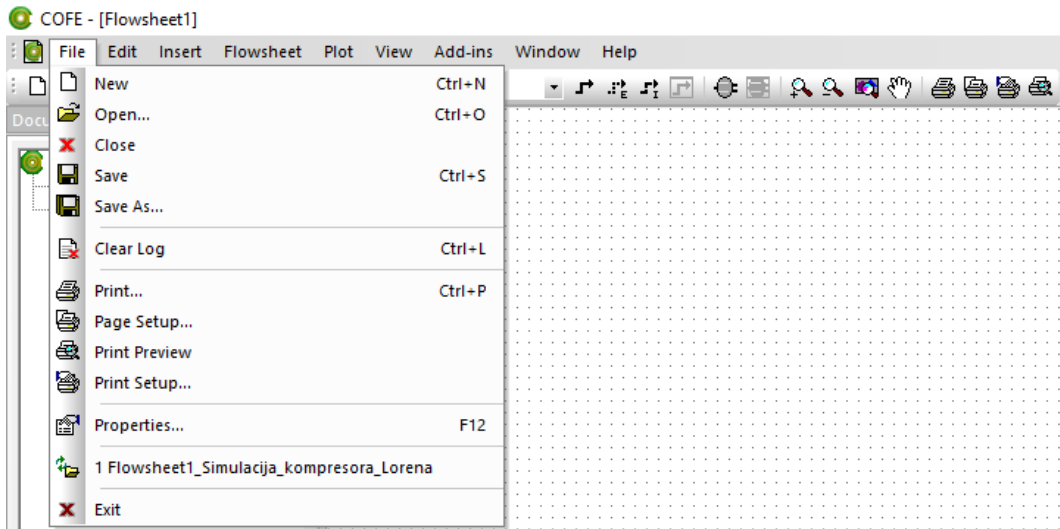 COFE - [Flowsheet1]
File Edit Insert Flowsheet Plot View Add-ins Window Help
New Ctrl+N
Open... Ctrl+O
Docu
Close
Save Ctrl+S
Save As...
Clear Log Ctrl+L
Print... Ctrl+P
Page Setup...
Print Preview
Print Setup...
Properties... F12
1 Flowsheet1_Simulacija_kompresora_Lorena
Exit